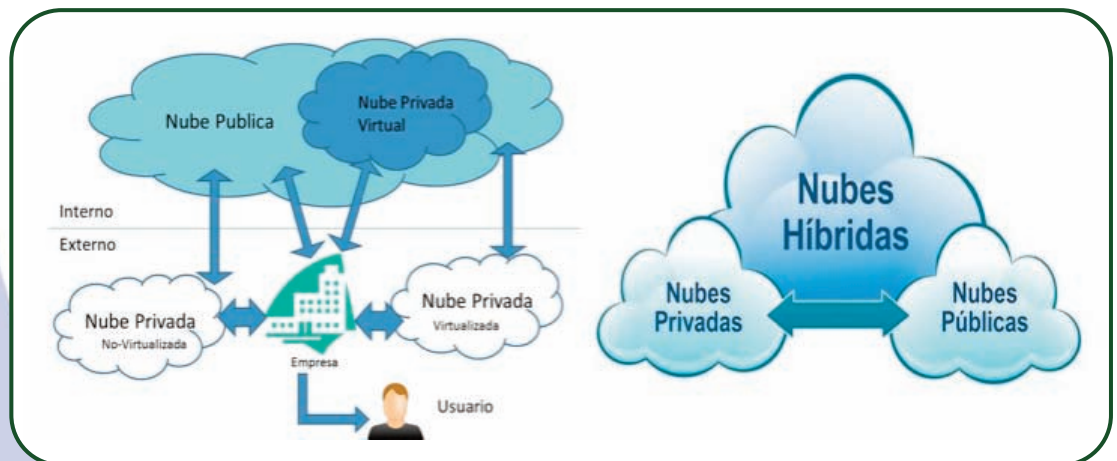 Nube Publica
Nube Privada
Virtual
Interno
Externo
Nube Privada
No-Virtualizada
Nube Privada
Virtualizada
Empresa
Usuario
Nubes
Híbridas
Nubes
Privadas
Nubes
Públicas